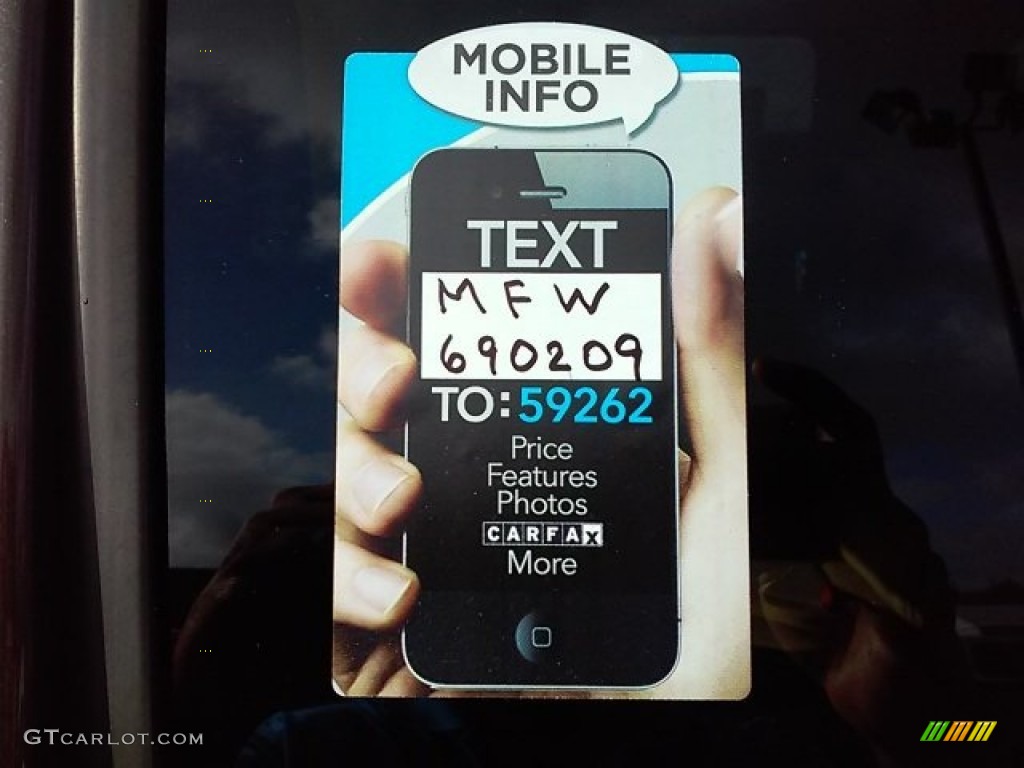 MOBILE
INFO
TEXT
MFW
690209
TO: 59262
Price
Features
Photos
CARFAX
More
GTCARLOT.COM